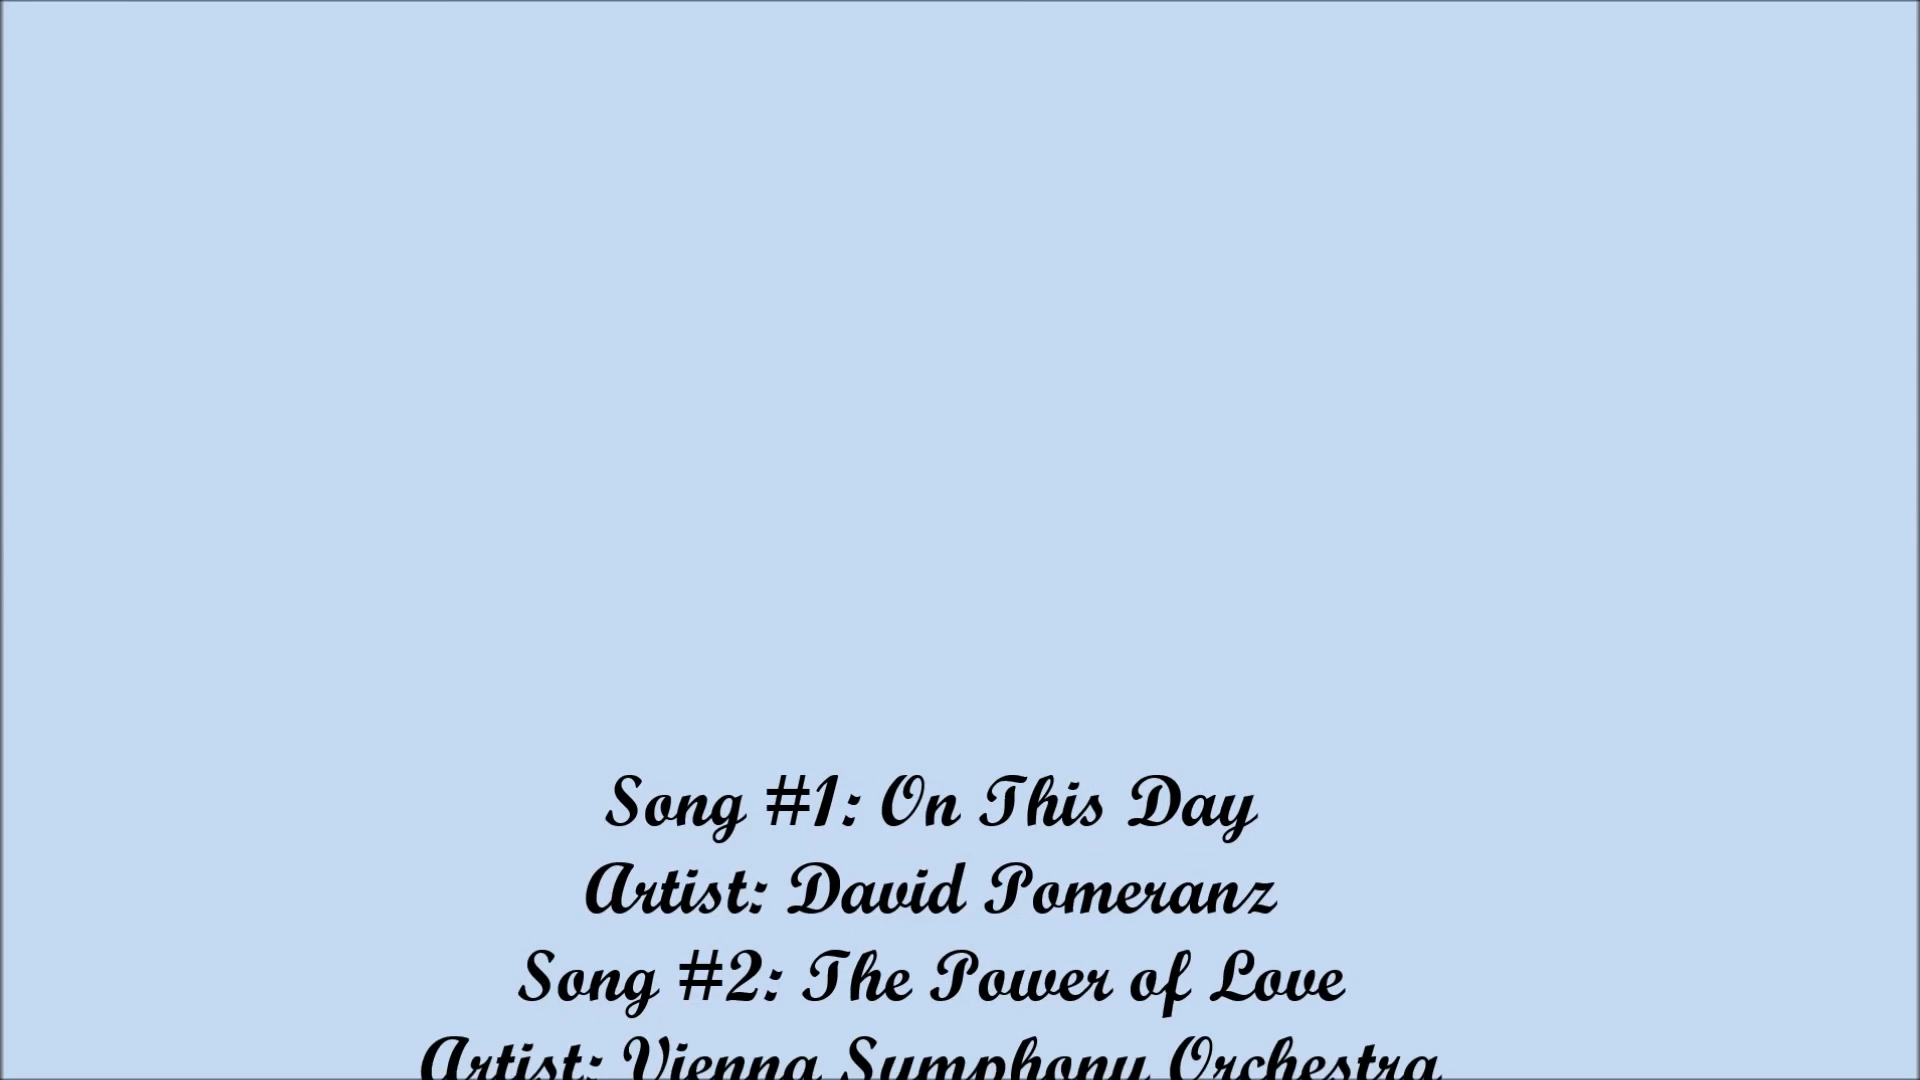 Song #1: On This Day
Artist: David Pomeranz
Song #2: The Power of Love
Artist: Vienna Symphony Orchestra